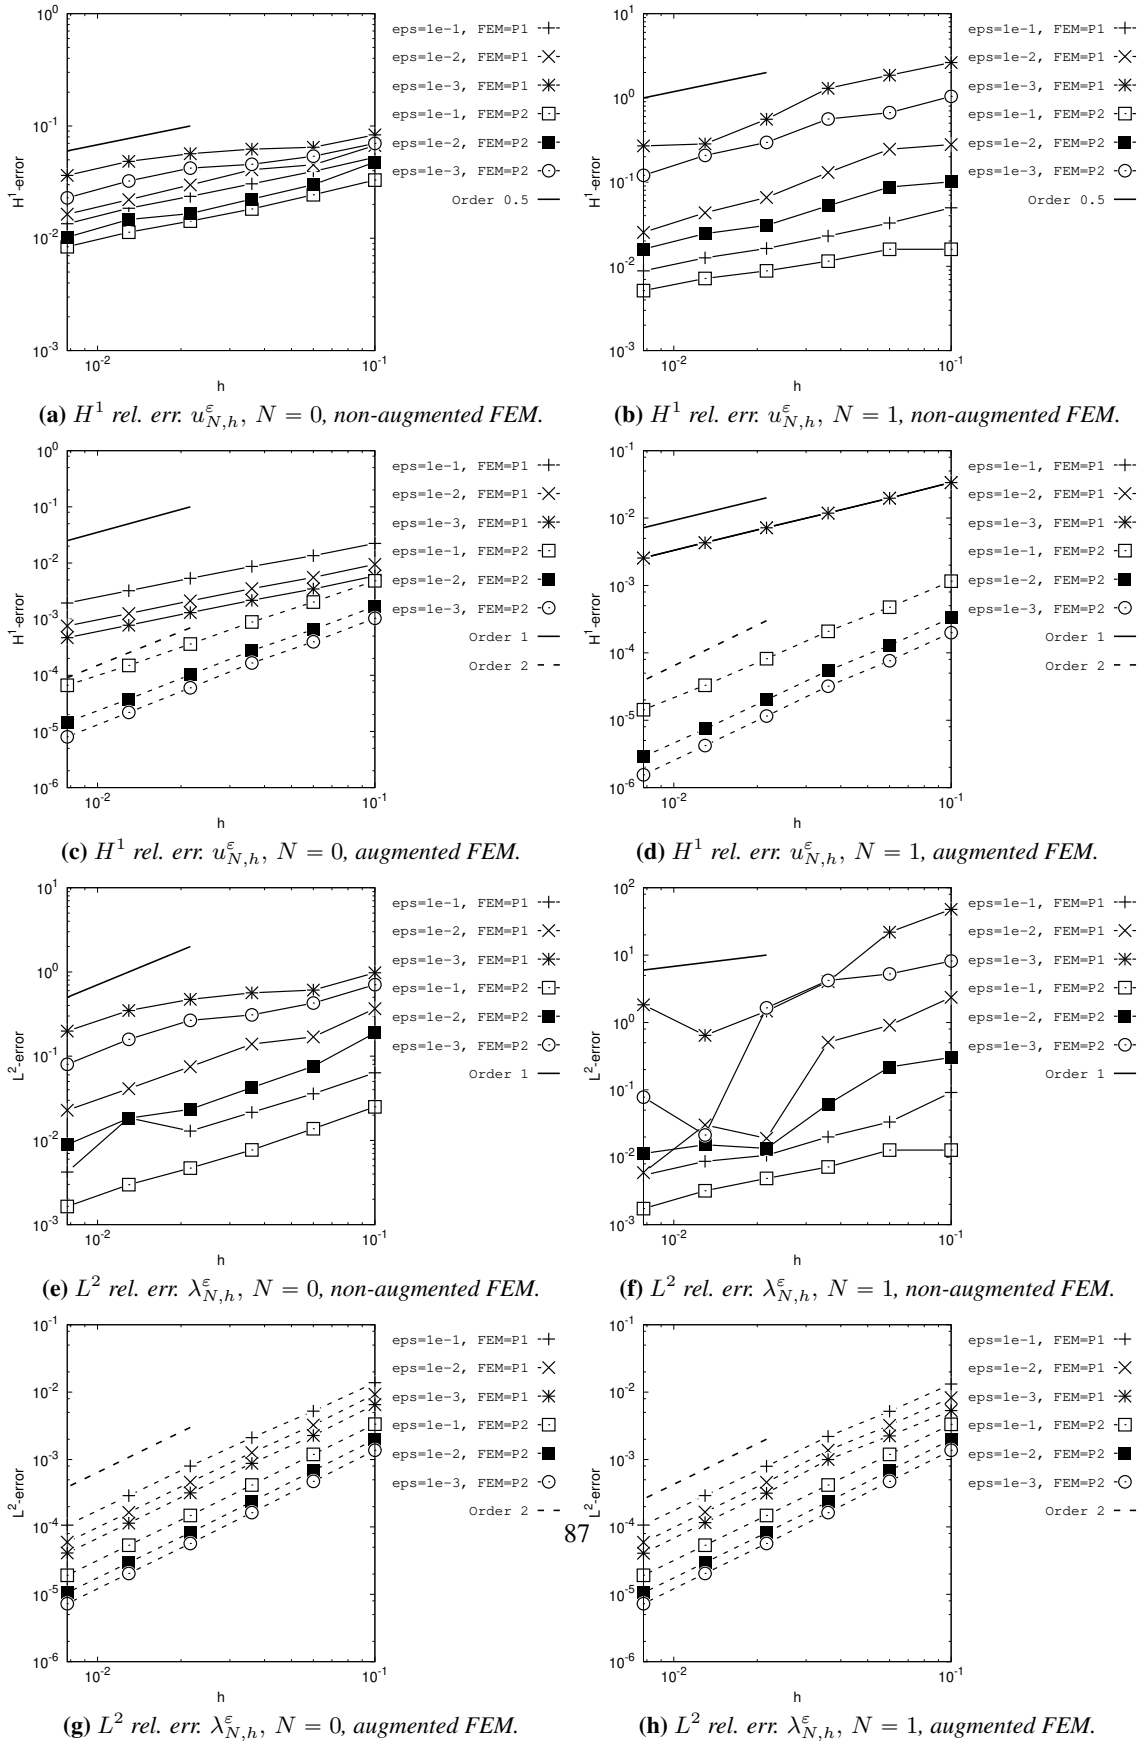 10^0
10^-1
10^-2
10^-3
H^1-error
10^-2
10^-1
h
eps=1e-1, FEM=P1
eps=1e-2, FEM=P1
eps=1e-3, FEM=P1
eps=1e-1, FEM=P2
eps=1e-2, FEM=P2
eps=1e-3, FEM=P2
Order 0.5
(a) H^1 rel. err. u^ε_{N,h}, N = 0, non-augmented FEM.
10^1
10^0
10^-1
10^-2
10^-3
H^1-error
10^-2
10^-1
h
eps=1e-1, FEM=P1
eps=1e-2, FEM=P1
eps=1e-3, FEM=P1
eps=1e-1, FEM=P2
eps=1e-2, FEM=P2
eps=1e-3, FEM=P2
Order 0.5
(b) H^1 rel. err. u^ε_{N,h}, N = 1, non-augmented FEM.
10^0
10^-1
10^-2
10^-3
10^-4
10^-5
10^-6
H^1-error
10^-2
10^-1
h
eps=1e-1, FEM=P1
eps=1e-2, FEM=P1
eps=1e-3, FEM=P1
eps=1e-1, FEM=P2
eps=1e-2, FEM=P2
eps=1e-3, FEM=P2
Order 1
Order 2
(c) H^1 rel. err. u^ε_{N,h}, N = 0, augmented FEM.
10^-1
10^-2
10^-3
10^-4
10^-5
10^-6
H^1-error
10^-2
10^-1
h
eps=1e-1, FEM=P1
eps=1e-2, FEM=P1
eps=1e-3, FEM=P1
eps=1e-1, FEM=P2
eps=1e-2, FEM=P2
eps=1e-3, FEM=P2
Order 1
Order 2
(d) H^1 rel. err. u^ε_{N,h}, N = 1, augmented FEM.
10^1
10^0
10^-1
10^-2
10^-3
L^2-error
10^-2
10^-1
h
eps=1e-1, FEM=P1
eps=1e-2, FEM=P1
eps=1e-3, FEM=P1
eps=1e-1, FEM=P2
eps=1e-2, FEM=P2
eps=1e-3, FEM=P2
Order 1
(e) L^2 rel. err. λ^ε_{N,h}, N = 0, non-augmented FEM.
10^2
10^1
10^0
10^-1
10^-2
10^-3
L^2-error
10^-2
10^-1
h
eps=1e-1, FEM=P1
eps=1e-2, FEM=P1
eps=1e-3, FEM=P1
eps=1e-1, FEM=P2
eps=1e-2, FEM=P2
eps=1e-3, FEM=P2
Order 1
(f) L^2 rel. err. λ^ε_{N,h}, N = 1, non-augmented FEM.
10^-1
10^-2
10^-3
10^-4
10^-5
10^-6
L^2-error
10^-2
10^-1
h
eps=1e-1, FEM=P1
eps=1e-2, FEM=P1
eps=1e-3, FEM=P1
eps=1e-1, FEM=P2
eps=1e-2, FEM=P2
eps=1e-3, FEM=P2
Order 2
(g) L^2 rel. err. λ^ε_{N,h}, N = 0, augmented FEM.
87
10^-1
10^-2
10^-3
10^-4
10^-5
10^-6
L^2-error
10^-2
10^-1
h
eps=1e-1, FEM=P1
eps=1e-2, FEM=P1
eps=1e-3, FEM=P1
eps=1e-1, FEM=P2
eps=1e-2, FEM=P2
eps=1e-3, FEM=P2
Order 2
(h) L^2 rel. err. λ^ε_{N,h}, N = 1, augmented FEM.